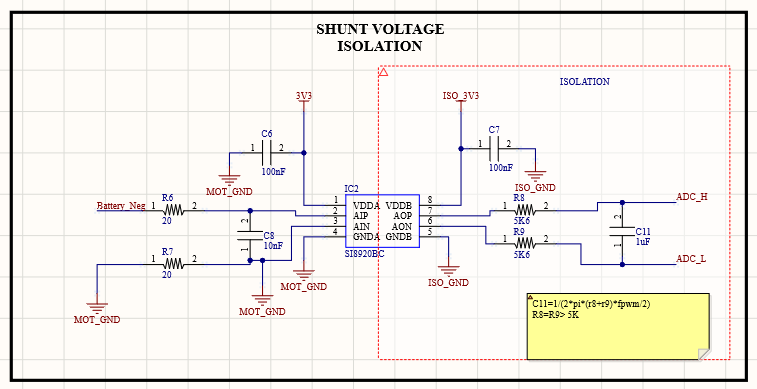 SHUNT VOLTAGE
ISOLATION
ISOLATION
3V3
ISO_3V3
C6
1 2
100nF
MOT_GND
C7
1 2
100nF
ISO_GND
IC2
1 VDDA VDDB 8
2 AIP AOP 7
3 AIN AON 6
4 GNDA GNDB 5
SI8920BC
Battery_Neg
R6
1 2
20
C8
2
1
10nF
R7
1 2
20
MOT_GND
MOT_GND
MOT_GND
ISO_GND
R8
1 2
5K6
R9
1 2
5K6
ADC_H
C11
2
1
1uF
ADC_L
C11=1/(2*pi*(r8+r9)*fpwm/2)
R8=R9> 5K